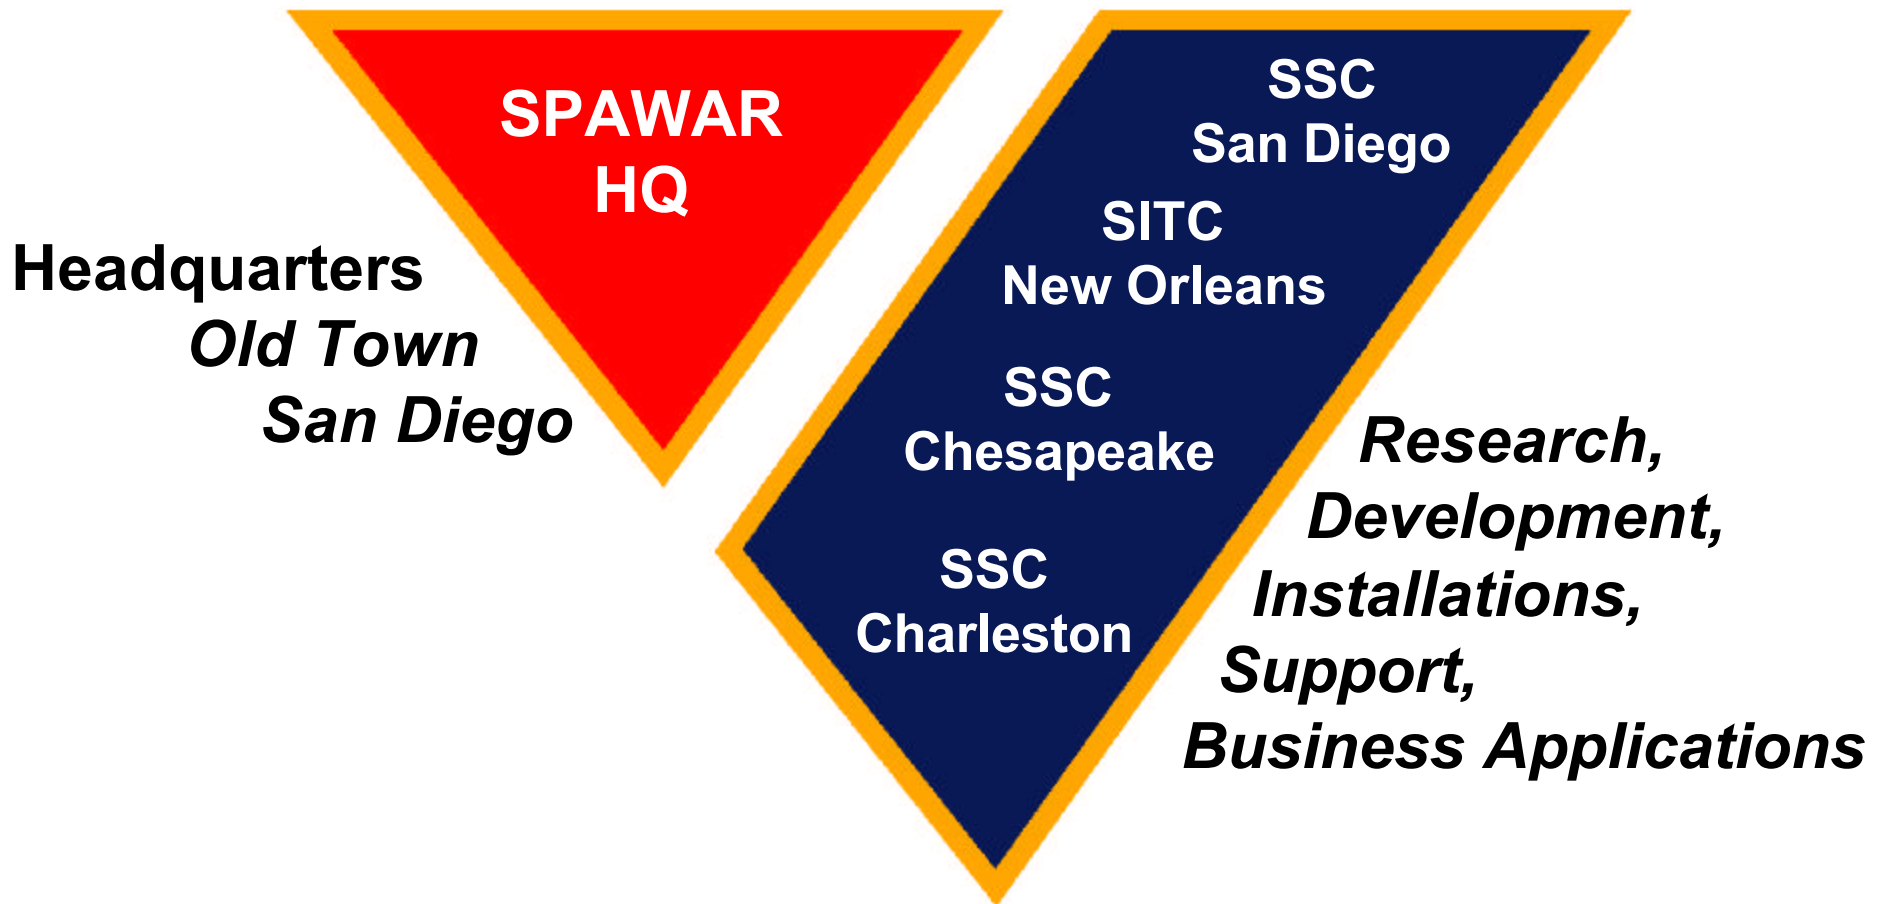 SPAWAR
HQ
Headquarters
Old Town
San Diego
SSC
San Diego
SITC
New Orleans
SSC
Chesapeake
SSC
Charleston
Research,
Development,
Installations,
Support,
Business Applications